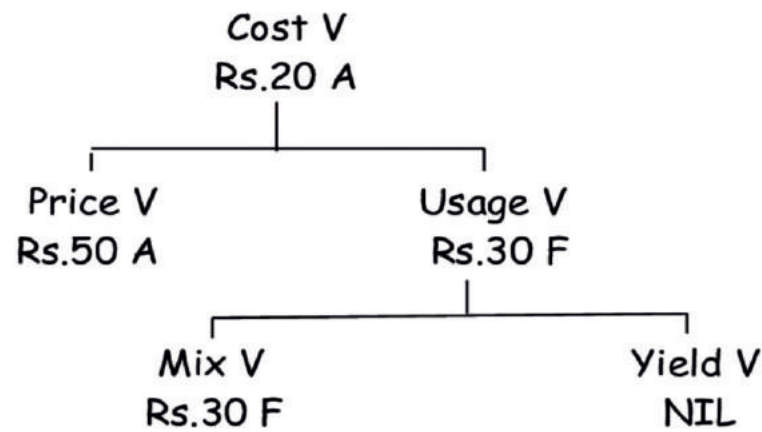 Cost V
Rs.20 A
Price V
Rs.50 A
Usage V
Rs.30 F
Mix V
Rs.30 F
Yield V
NIL